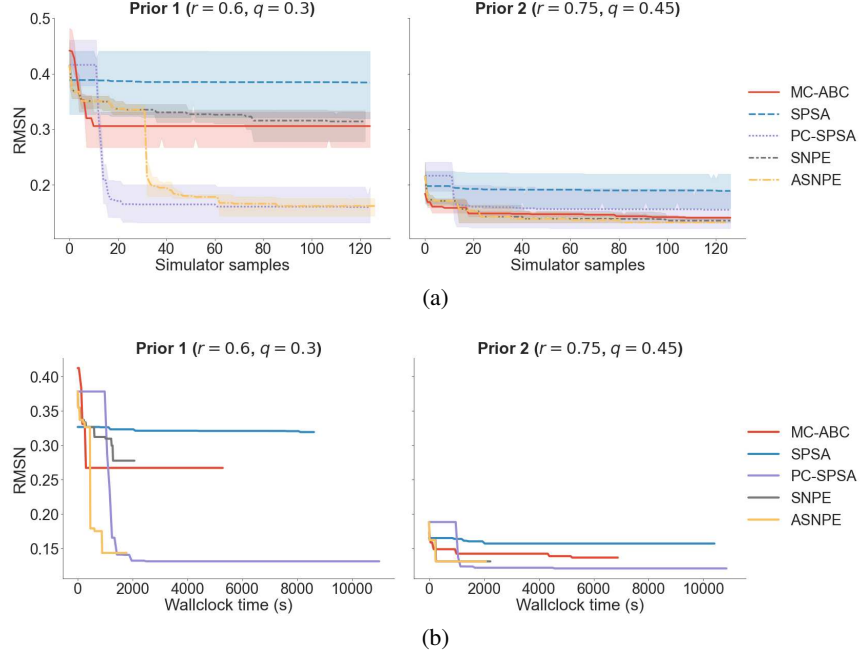 Prior 1 (r = 0.6, q = 0.3)
Prior 2 (r = 0.75, q = 0.45)
0.5
0.4
0.3
0.2
RMSN
0 20 40 60 80 100 120
Simulator samples
0 20 40 60 80 100 120
Simulator samples
MC-ABC
SPSA
PC-SPSA
SNPE
ASNPE
(a)
Prior 1 (r = 0.6, q = 0.3)
Prior 2 (r = 0.75, q = 0.45)
0.40
0.35
0.30
0.25
0.20
0.15
RMSN
0 2000 4000 6000 8000 10000
Wallclock time (s)
0 2000 4000 6000 8000 10000
Wallclock time (s)
MC-ABC
SPSA
PC-SPSA
SNPE
ASNPE
(b)